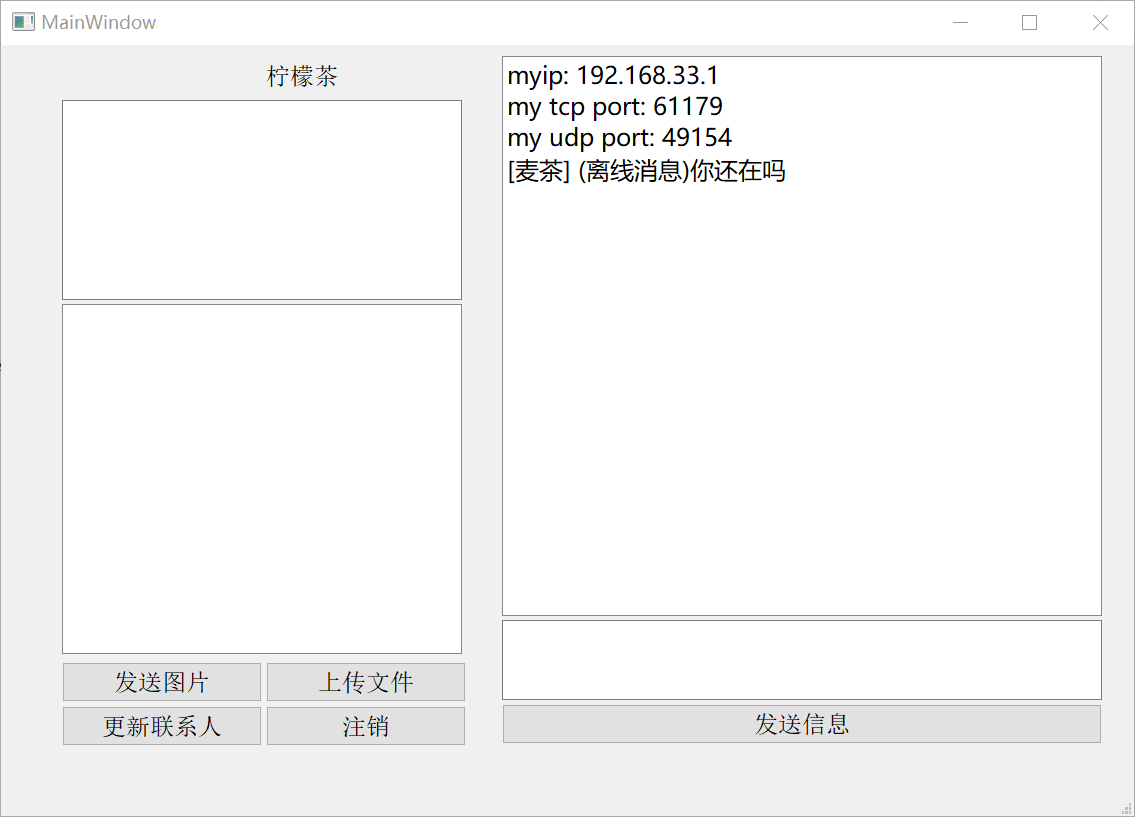 MainWindow
柠檬茶
myip: 192.168.33.1
my tcp port: 61179
my udp port: 49154
[麦茶] (离线消息)你还在吗
发送图片
上传文件
更新联系人
注销
发送信息